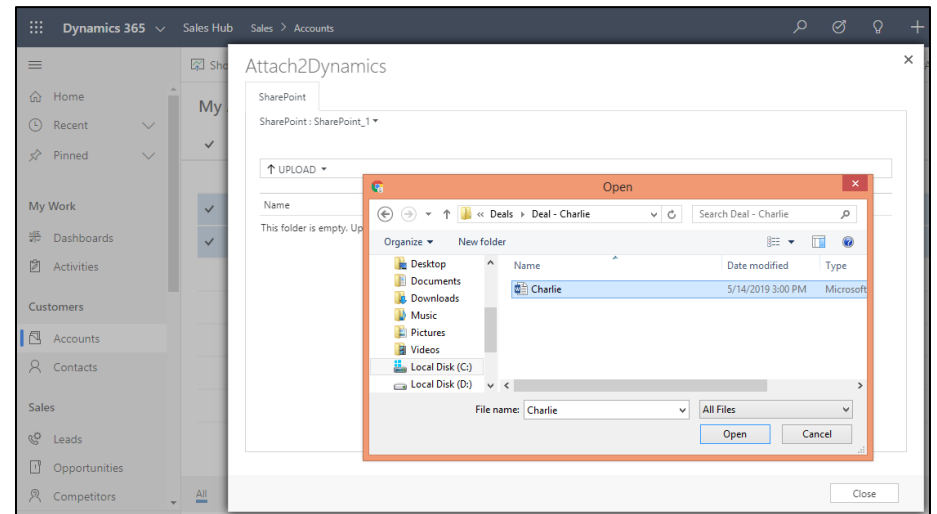 Dynamics 365 Sales Hub Sales > Accounts
Sho
Attach2Dynamics
SharePoint
SharePoint : SharePoint_1
UPLOAD
Name
This folder is empty. Up
Home
Recent
Pinned
My Work
Dashboards
Activities
Customers
Accounts
Contacts
Sales
Leads
Opportunities
Competitors
My
All
Open
« Deals Deal - Charlie
Search Deal - Charlie
Organize New folder
Desktop
Documents
Downloads
Music
Pictures
Videos
Local Disk (C:)
Local Disk (D:)
Name Date modified Type
Charlie 5/14/2019 3:00 PM Microsoft
File name: Charlie All Files
Open Cancel
Close